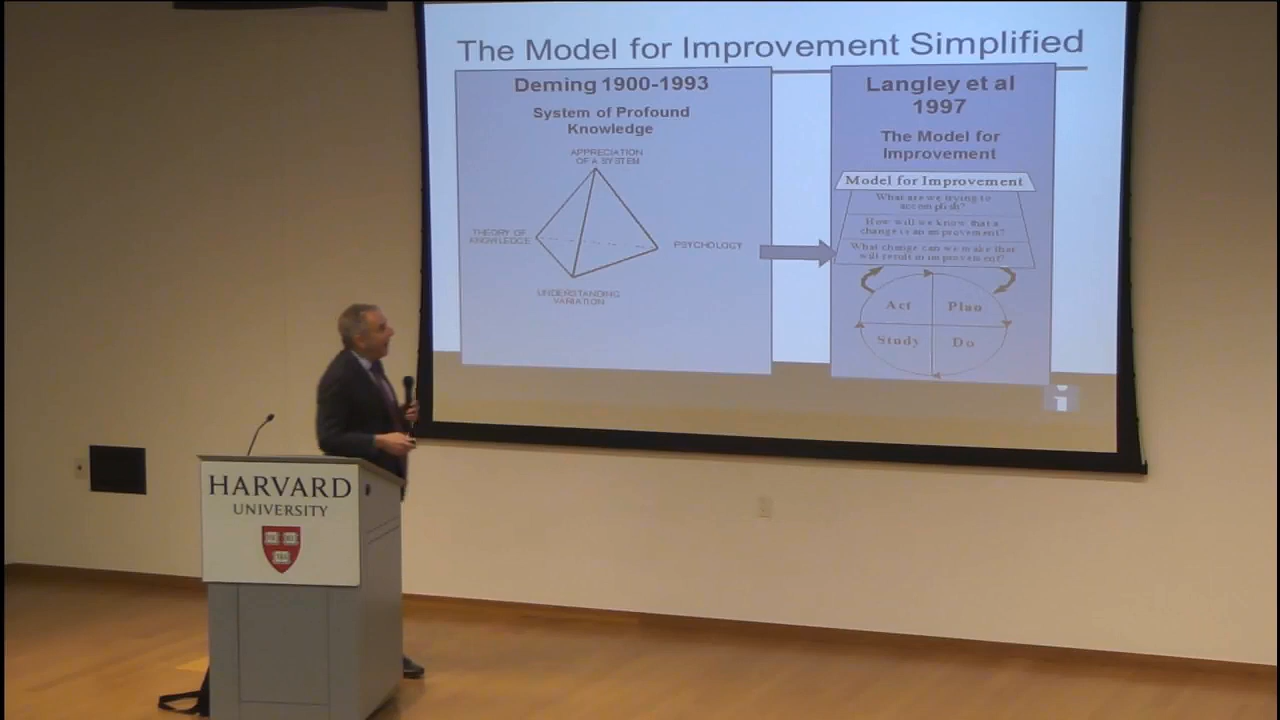 The Model for Improvement Simplified
Deming 1900-1993
System of Profound
Knowledge
APPRECIATION
OF A SYSTEM
THEORY OF
KNOWLEDGE
PSYCHOLOGY
UNDERSTANDING
VARIATION
Langley et al
1997
The Model for
Improvement
Model for Improvement
What are we trying to
accomplish?
How will we know that a
change is an improvement?
What change can we make that
will result in improvement?
Act
Plan
Study
Do
HARVARD
UNIVERSITY